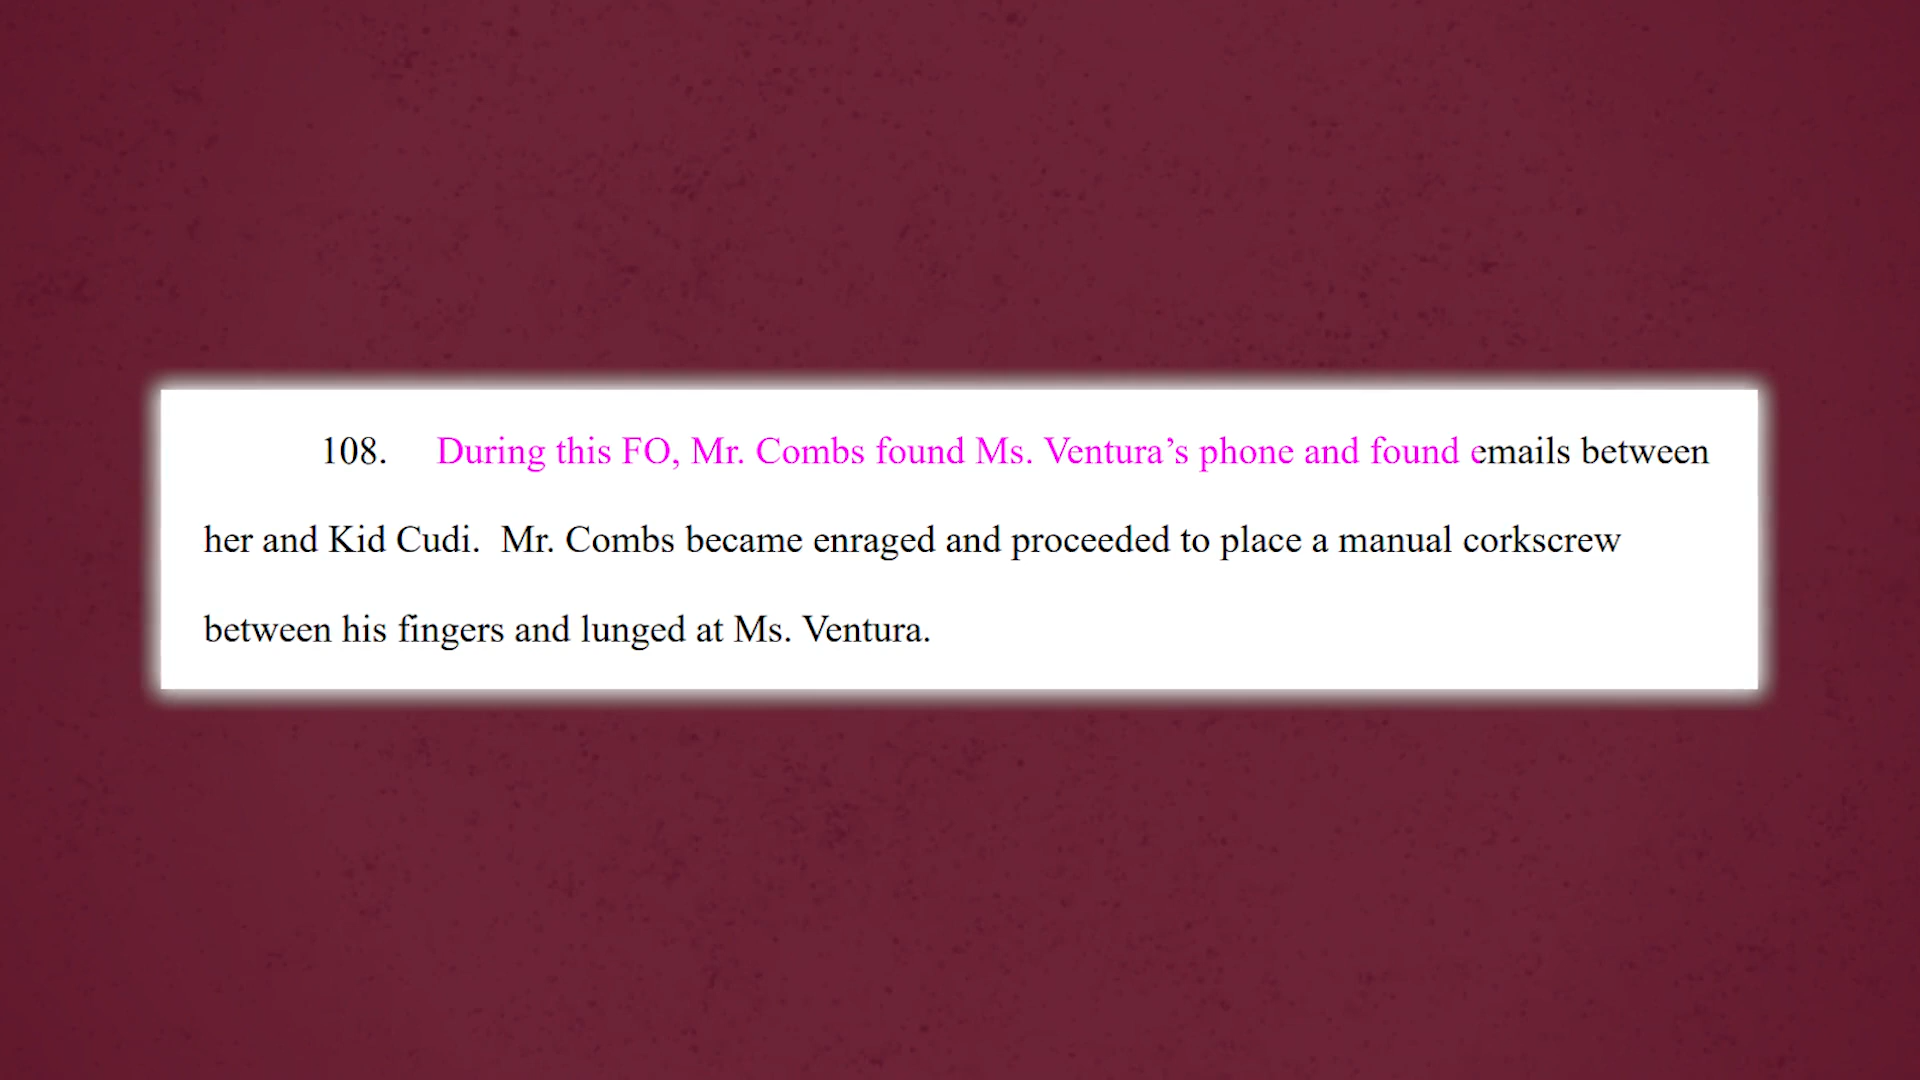 108. During this FO, Mr. Combs found Ms. Ventura’s phone and found emails between
her and Kid Cudi.  Mr. Combs became enraged and proceeded to place a manual corkscrew
between his fingers and lunged at Ms. Ventura.